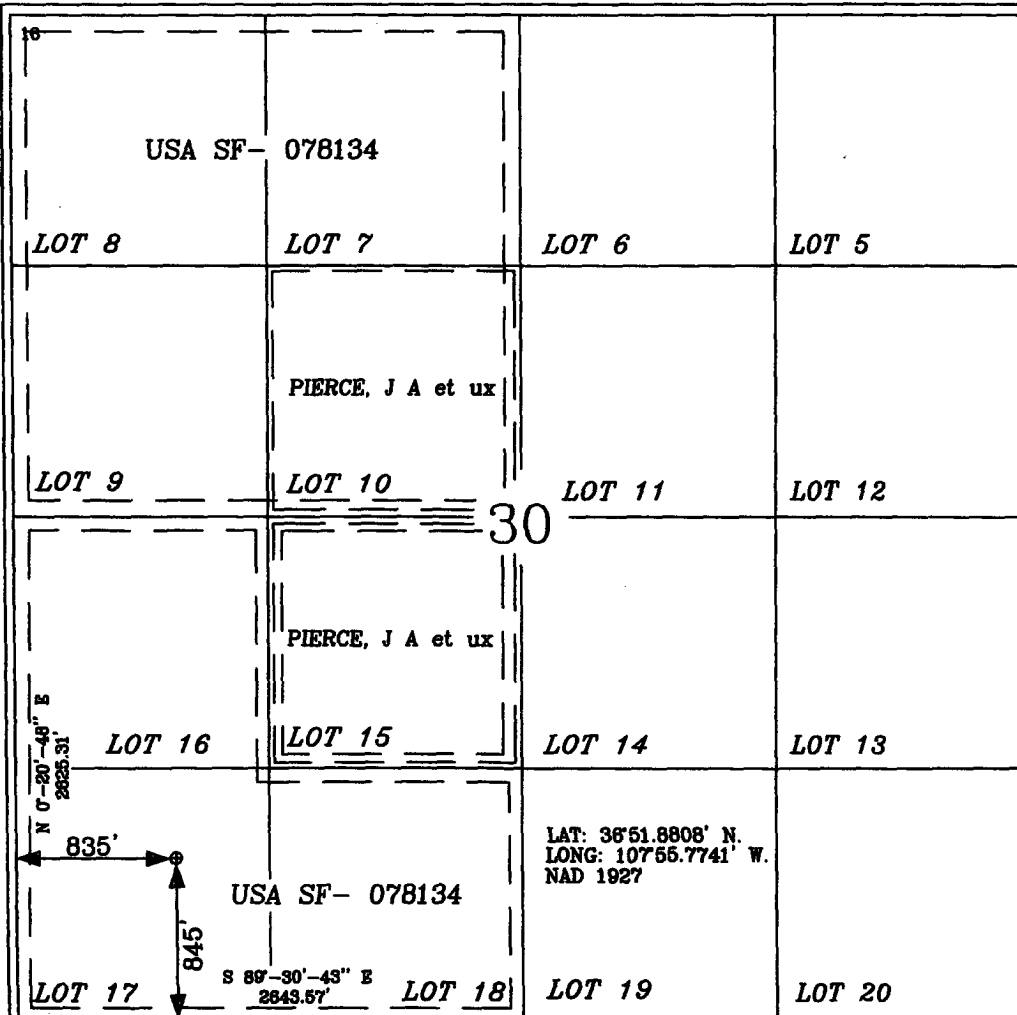 16
USA SF- 078134
LOT 8
LOT 7
LOT 6
LOT 5
PIERCE, J A et ux
LOT 9
LOT 10
LOT 11
LOT 12
30
PIERCE, J A et ux
LOT 16
LOT 15
LOT 14
LOT 13
N 0°-20'-48" E
2625.31'
835'
845'
USA SF- 078134
LAT: 36°51.8808' N.
LONG: 107°55.7741' W.
NAD 1927
S 89°-30'-43" E
2643.57'
LOT 17
LOT 18
LOT 19
LOT 20